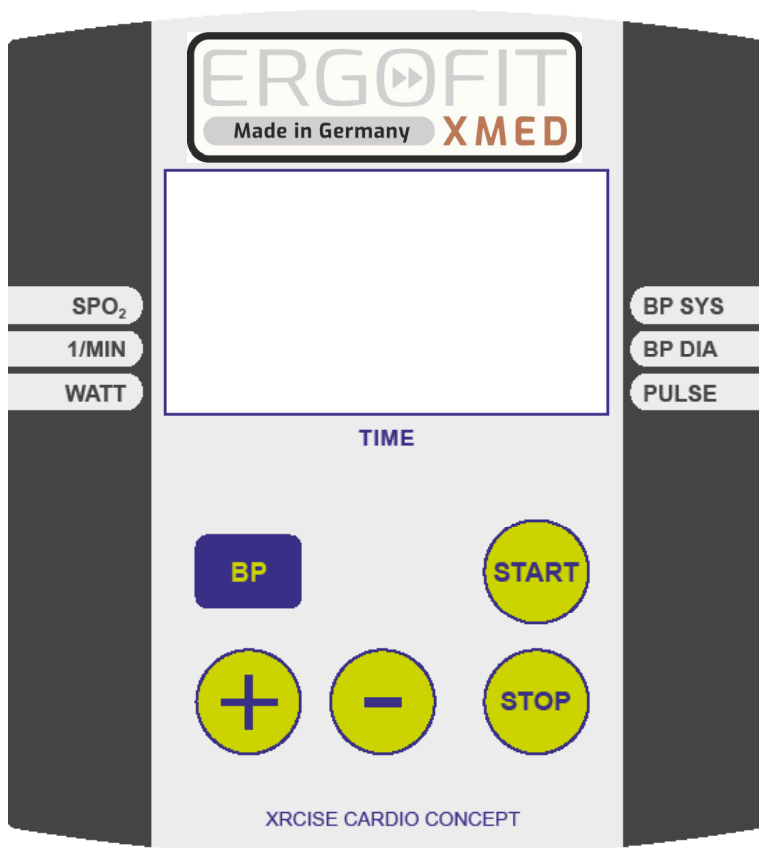 ERGOFIT
Made in Germany XMED
SPO₂
1/MIN
WATT
BP SYS
BP DIA
PULSE
TIME
BP
START
+
-
STOP
XRCISE CARDIO CONCEPT